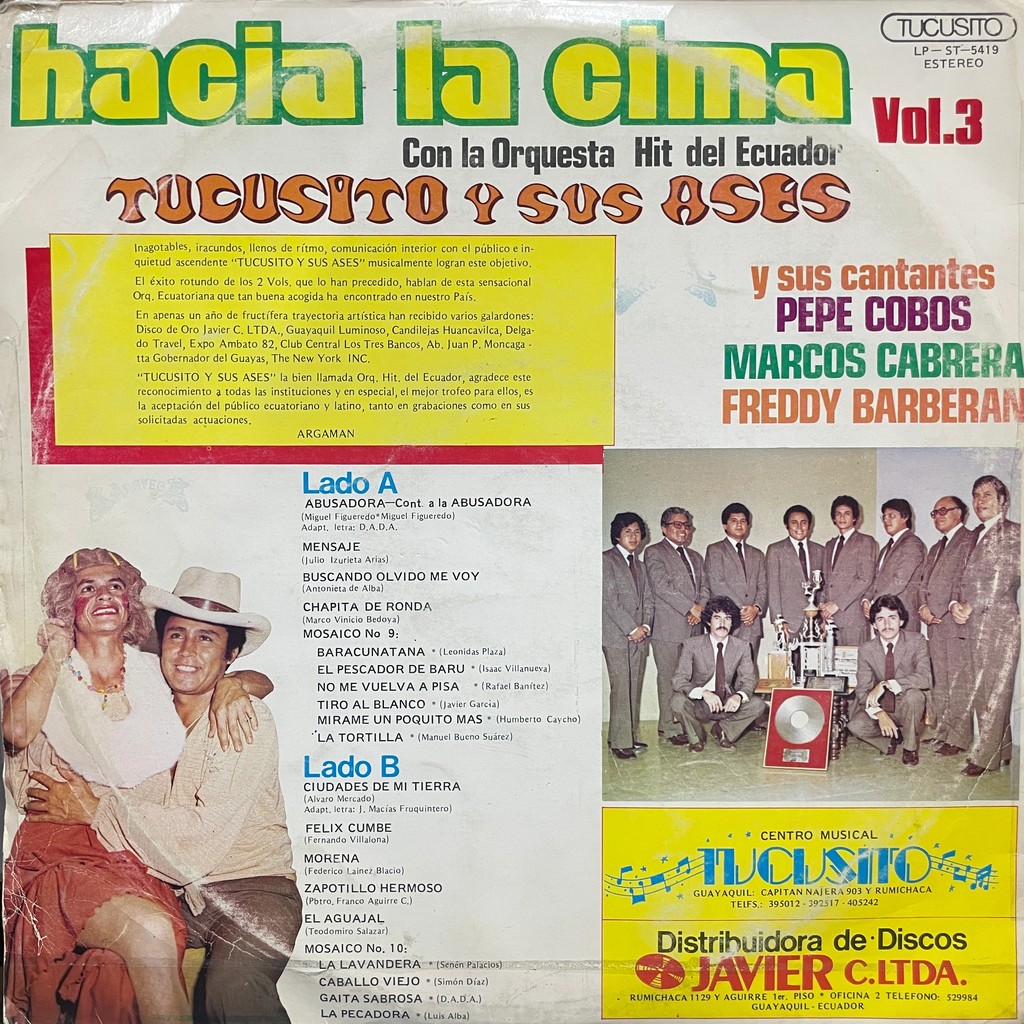 hacia la cima
TUCUSITO
LP-ST-5419
ESTEREO
Vol.3
Con la Orquesta Hit del Ecuador
TUCUSITO Y SUS ASES
Inagotables, iracundos, llenos de rítmo, comunicación interior con el público e in-
quietud ascendente "TUCUSITO Y SUS ASES" musicalmente logran este objetivo.
El éxito rotundo de los 2 Vols. que lo han precedido, hablan de esta sensacional
Orq. Ecuatoriana que tan buena acogida ha encontrado en nuestro País.
En apenas un año de fructífera trayectoria artística han recibido varios galardones:
Disco de Oro Javier C. LTDA., Guayaquil Luminoso, Candilejas Huancavilca, Delga-
do Travel, Expo Ambato 82, Club Central Los Tres Bancos, Ab. Juan P. Moncaga-
tta Gobernador del Guayas, The New York INC.
"TUCUSITO Y SUS ASES" la bien llamada Orq. Hit. del Ecuador, agradece este
reconocimiento a todas las instituciones y en especial, el mejor trofeo para ellos, es
la aceptación del público ecuatoriano y latino, tanto en grabaciones como en sus
solicitadas actuaciones.
ARGAMAN
y sus cantantes
PEPE COBOS
MARCOS CABRERA
FREDDY BARBERAN
Lado A
ABUSADORA-Cont. a la ABUSADORA
(Miguel Figueredo*Miguel Figueredo)
Adapt. letra: D.A.D.A.
MENSAJE
(Julio Izurieta Arias)
BUSCANDO OLVIDO ME VOY
(Antonieta de Alba)
CHAPITA DE RONDA
(Marco Vinicio Bedoya)
MOSAICO No 9:
BARACUNATANA * (Leonidas Plaza)
EL PESCADOR DE BARU * (Isaac Villanueva)
NO ME VUELVA A PISA * (Rafael Banítez)
TIRO AL BLANCO * (Javier García)
MIRAME UN POQUITO MAS * (Humberto Caycho)
LA TORTILLA * (Manuel Bueno Suárez)
Lado B
CIUDADES DE MI TIERRA
(Alvaro Mercado)
Adapt. letra: J. Macías Fruquintero)
FELIX CUMBE
(Fernando Villalona)
MORENA
(Federico Laínez Blacio)
ZAPOTILLO HERMOSO
(Pbtro. Franco Aguirre C.)
EL AGUAJAL
(Teodomiro Salazar)
MOSAICO No. 10:
LA LAVANDERA * (Senén Palacios)
CABALLO VIEJO * (Simón Díaz)
GAITA SABROSA * (D.A.D.A.)
LA PECADORA * (Luis Alba)
CENTRO MUSICAL
TUCUSITO
GUAYAQUIL: CAPITAN NAJERA 903 Y RUMICHACA
TELFS.: 395012 - 392517 - 405242
Distribuidora de Discos
JAVIER C.LTDA.
RUMICHACA 1129 Y AGUIRRE 1er. PISO * OFICINA 2 TELEFONO: 529984
GUAYAQUIL - ECUADOR